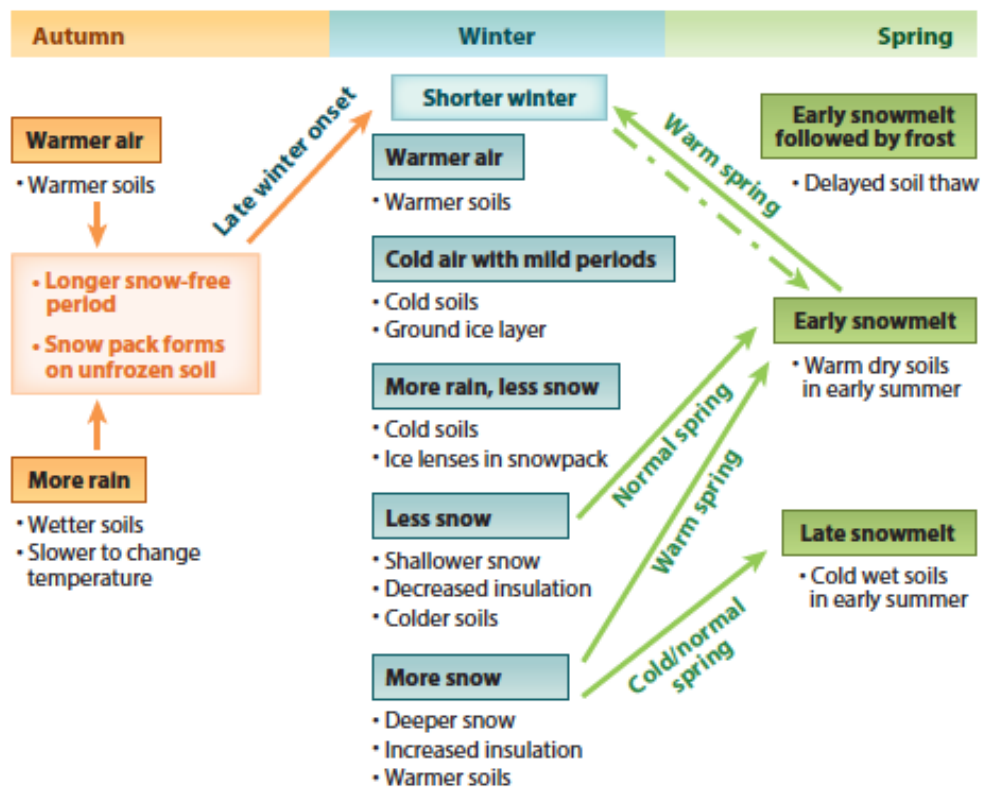 Autumn
Winter
Spring
Warmer air
• Warmer soils
• Longer snow-free
period
• Snow pack forms
on unfrozen soil
More rain
• Wetter soils
• Slower to change
temperature
Late winter onset
Shorter winter
Warmer air
• Warmer soils
Cold air with mild periods
• Cold soils
• Ground ice layer
More rain, less snow
• Cold soils
• Ice lenses in snowpack
Less snow
• Shallower snow
• Decreased insulation
• Colder soils
More snow
• Deeper snow
• Increased insulation
• Warmer soils
Warm spring
Normal spring
Warm spring
Cold/normal
spring
Early snowmelt
followed by frost
• Delayed soil thaw
Early snowmelt
• Warm dry soils
in early summer
Late snowmelt
• Cold wet soils
in early summer